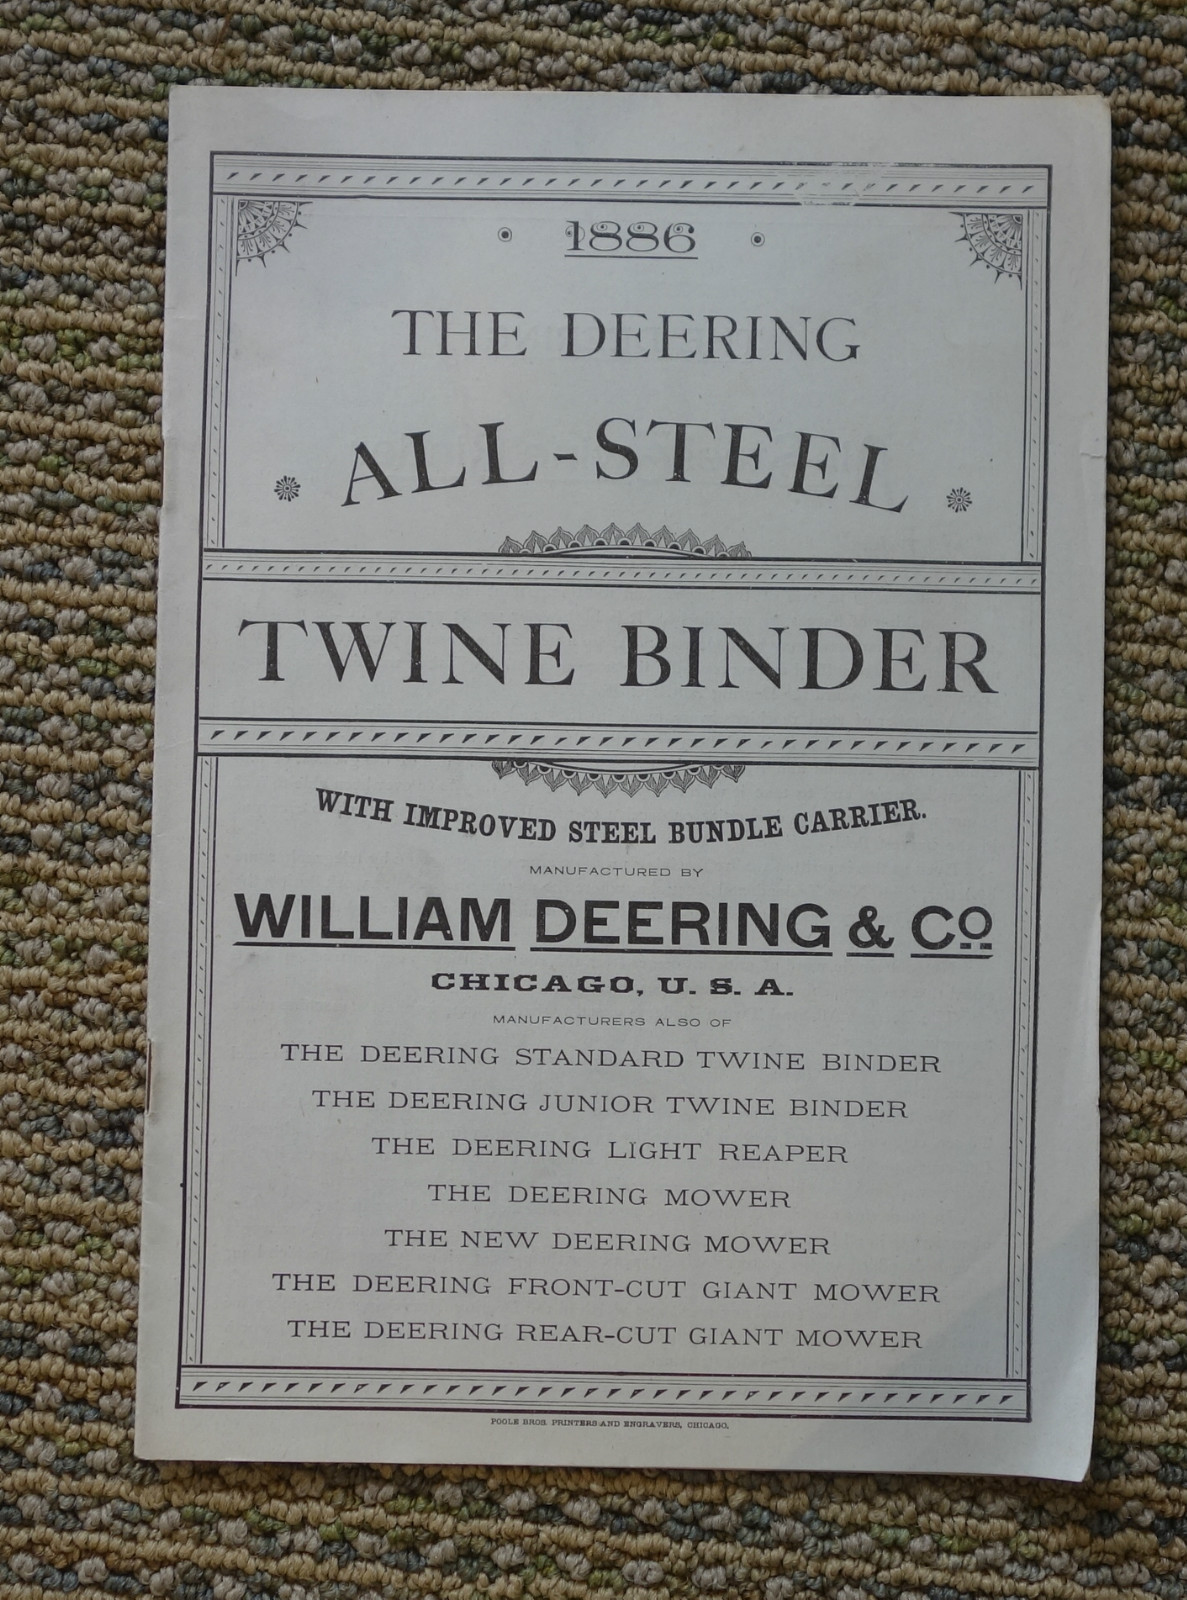 1886
THE DEERING
ALL-STEEL
TWINE BINDER
WITH IMPROVED STEEL BUNDLE CARRIER.
MANUFACTURED BY
WILLIAM DEERING & Co
CHICAGO, U. S. A.
MANUFACTURERS ALSO OF
THE DEERING STANDARD TWINE BINDER
THE DEERING JUNIOR TWINE BINDER
THE DEERING LIGHT REAPER
THE DEERING MOWER
THE NEW DEERING MOWER
THE DEERING FRONT-CUT GIANT MOWER
THE DEERING REAR-CUT GIANT MOWER
POOLE BROS. PRINTERS AND ENGRAVERS, CHICAGO.